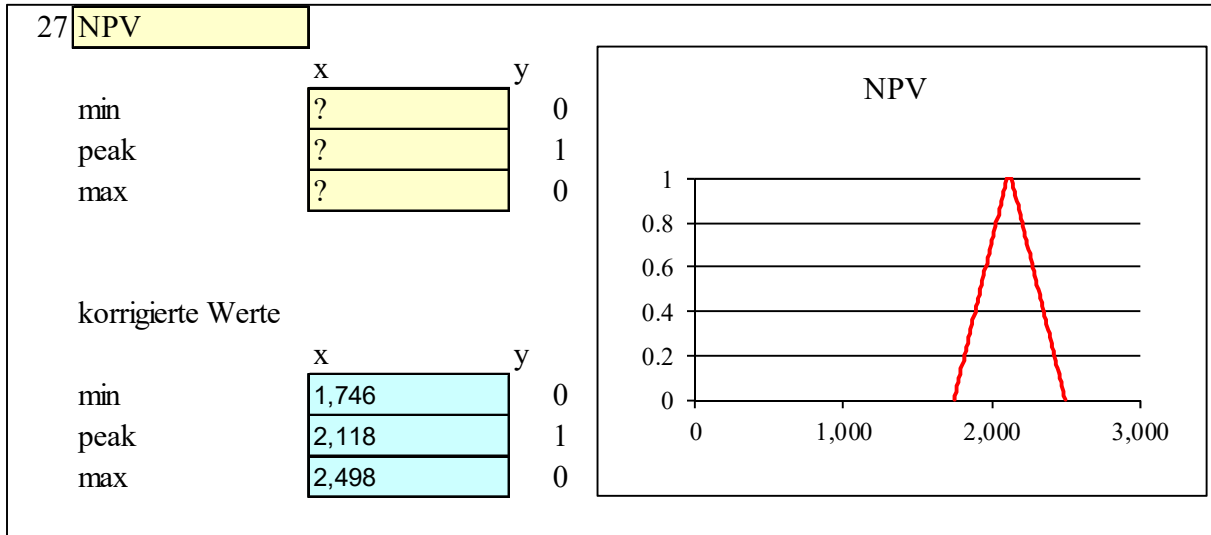 27 NPV
x y
min ? 0
peak ? 1
max ? 0
korrigierte Werte
x y
min 1,746 0
peak 2,118 1
max 2,498 0
NPV
1
0.8
0.6
0.4
0.2
0
0 1,000 2,000 3,000